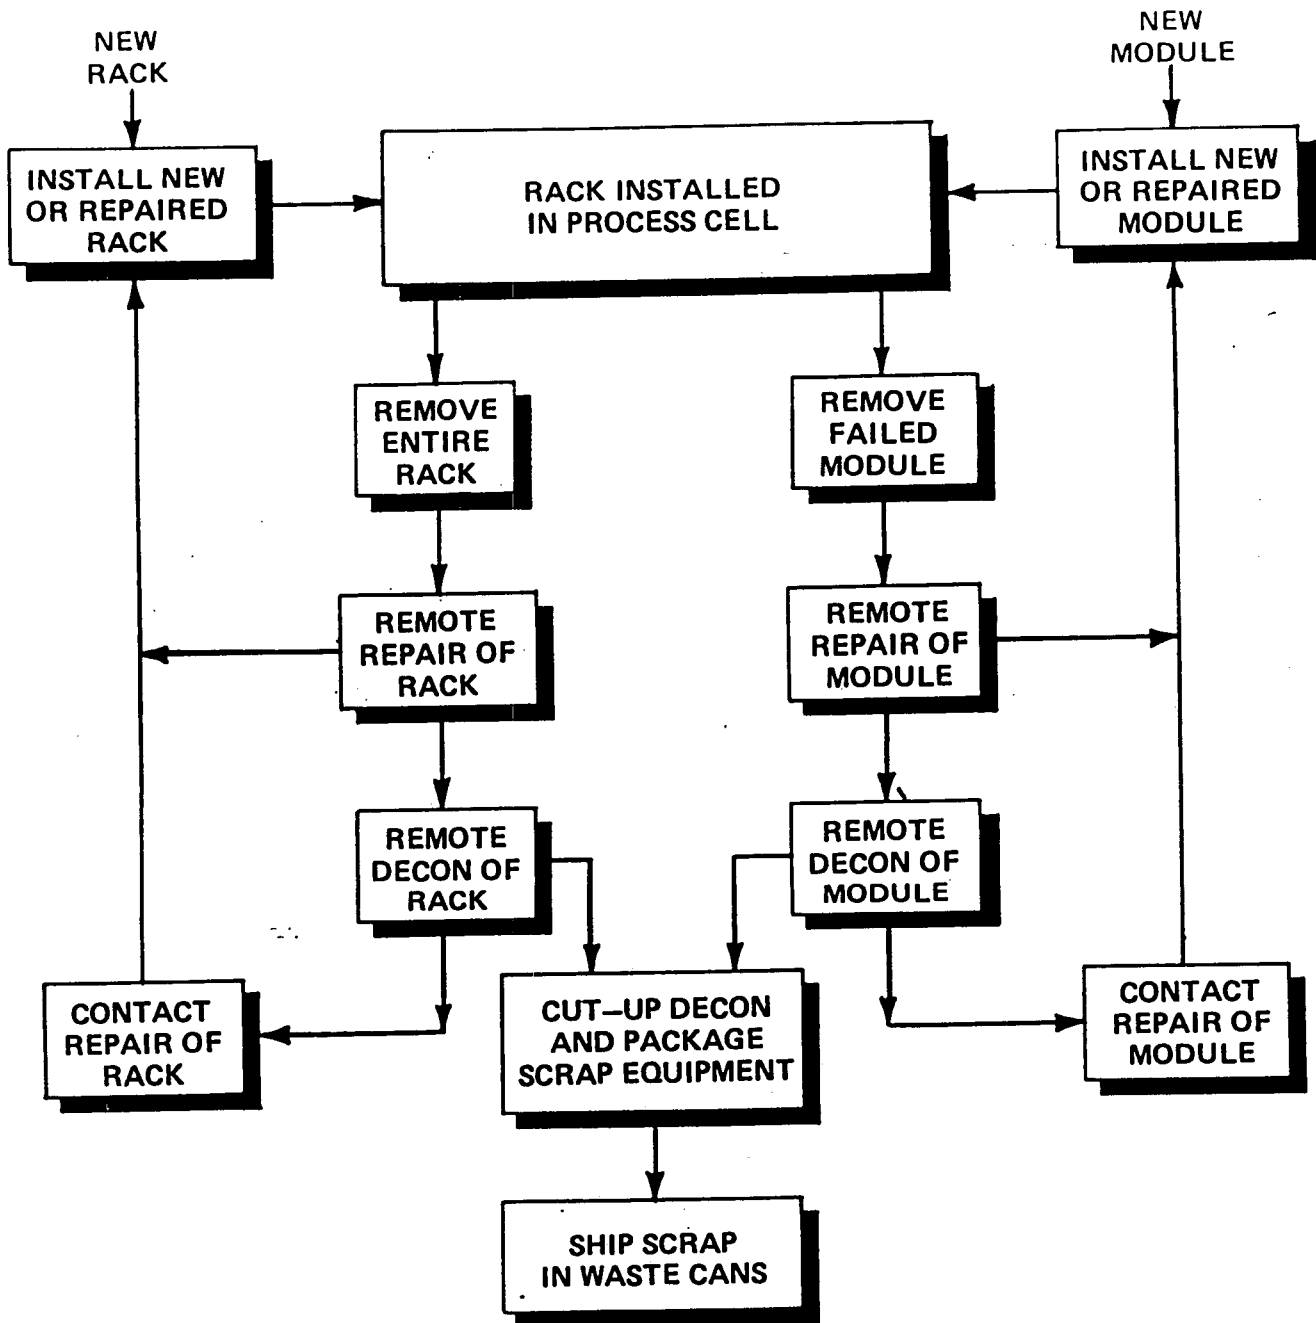 NEW
RACK
NEW
MODULE
INSTALL NEW
OR REPAIRED
RACK
RACK INSTALLED
IN PROCESS CELL
INSTALL NEW
OR REPAIRED
MODULE
REMOVE
ENTIRE
RACK
REMOVE
FAILED
MODULE
REMOTE
REPAIR OF
RACK
REMOTE
REPAIR OF
MODULE
REMOTE
DECON OF
RACK
REMOTE
DECON OF
MODULE
CONTACT
REPAIR OF
RACK
CUT–UP DECON
AND PACKAGE
SCRAP EQUIPMENT
CONTACT
REPAIR OF
MODULE
SHIP SCRAP
IN WASTE CANS